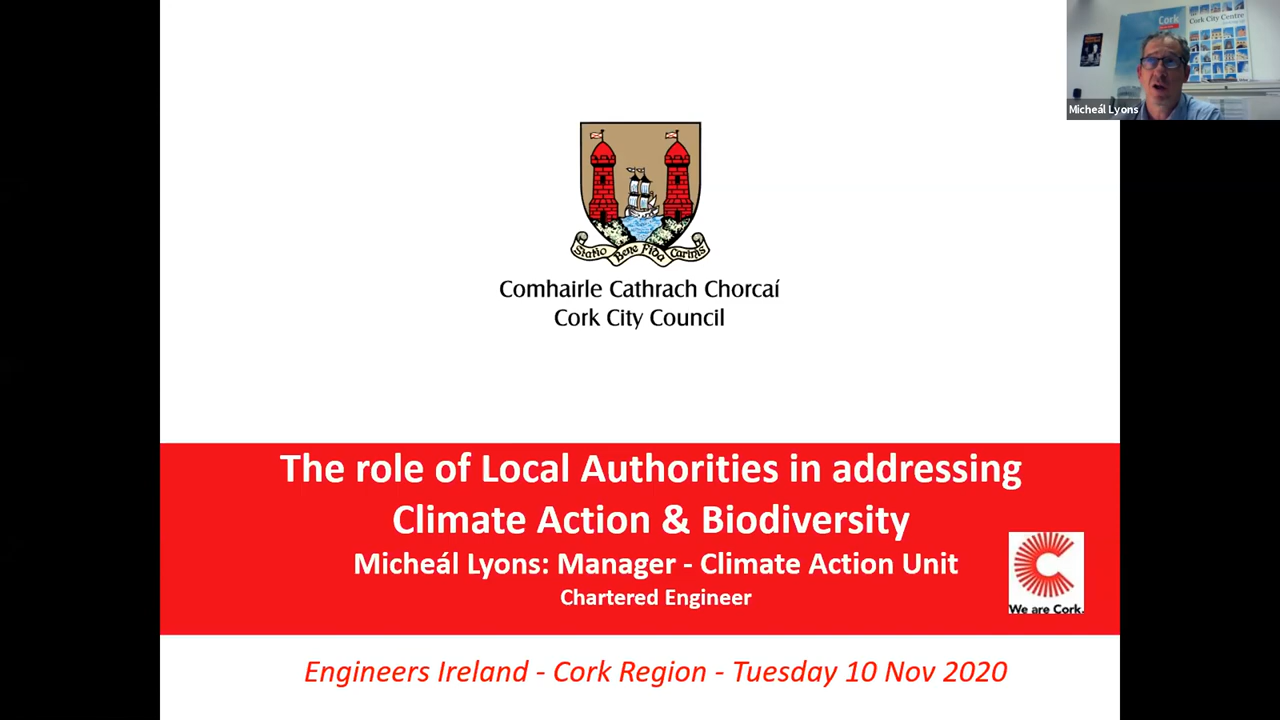 Cork
Cork City Centre
Micheál Lyons
Statio Bene Fida Carinis
Comhairle Cathrach Chorcaí
Cork City Council
The role of Local Authorities in addressing
Climate Action & Biodiversity
Micheál Lyons: Manager - Climate Action Unit
Chartered Engineer
We are Cork.
Engineers Ireland - Cork Region - Tuesday 10 Nov 2020